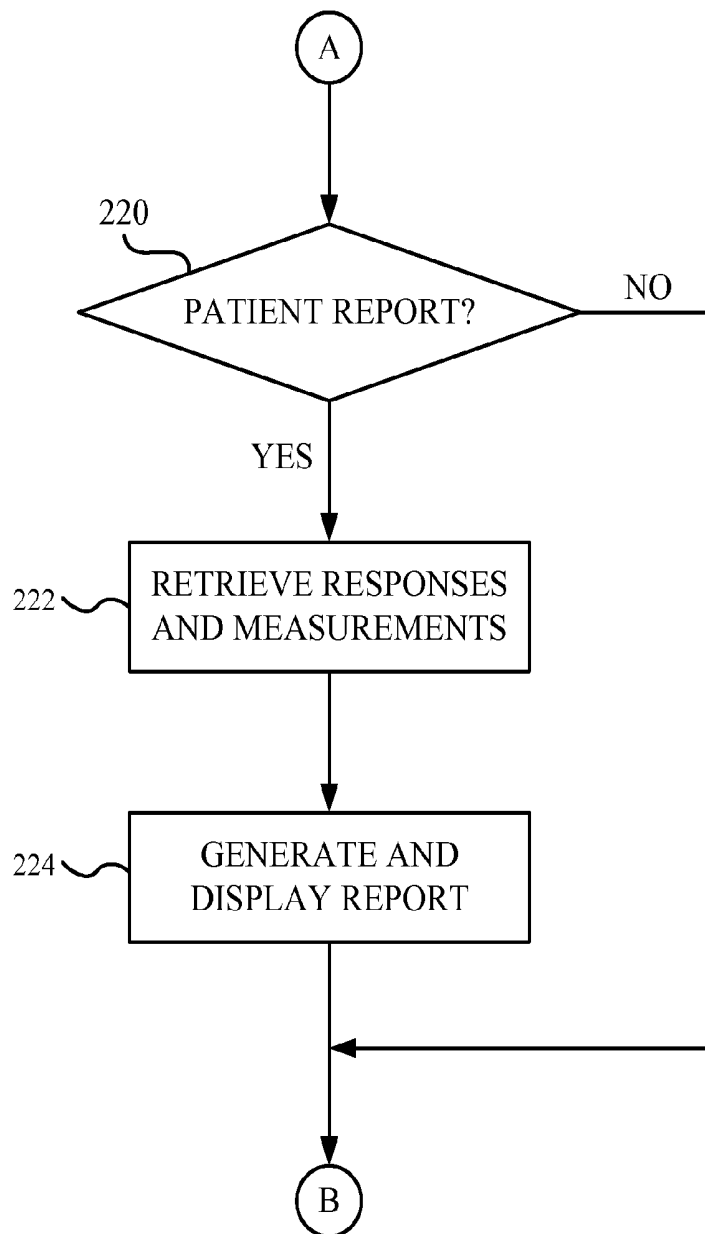 A
220
PATIENT REPORT?
NO
YES
222
RETRIEVE RESPONSES
AND MEASUREMENTS
224
GENERATE AND
DISPLAY REPORT
B